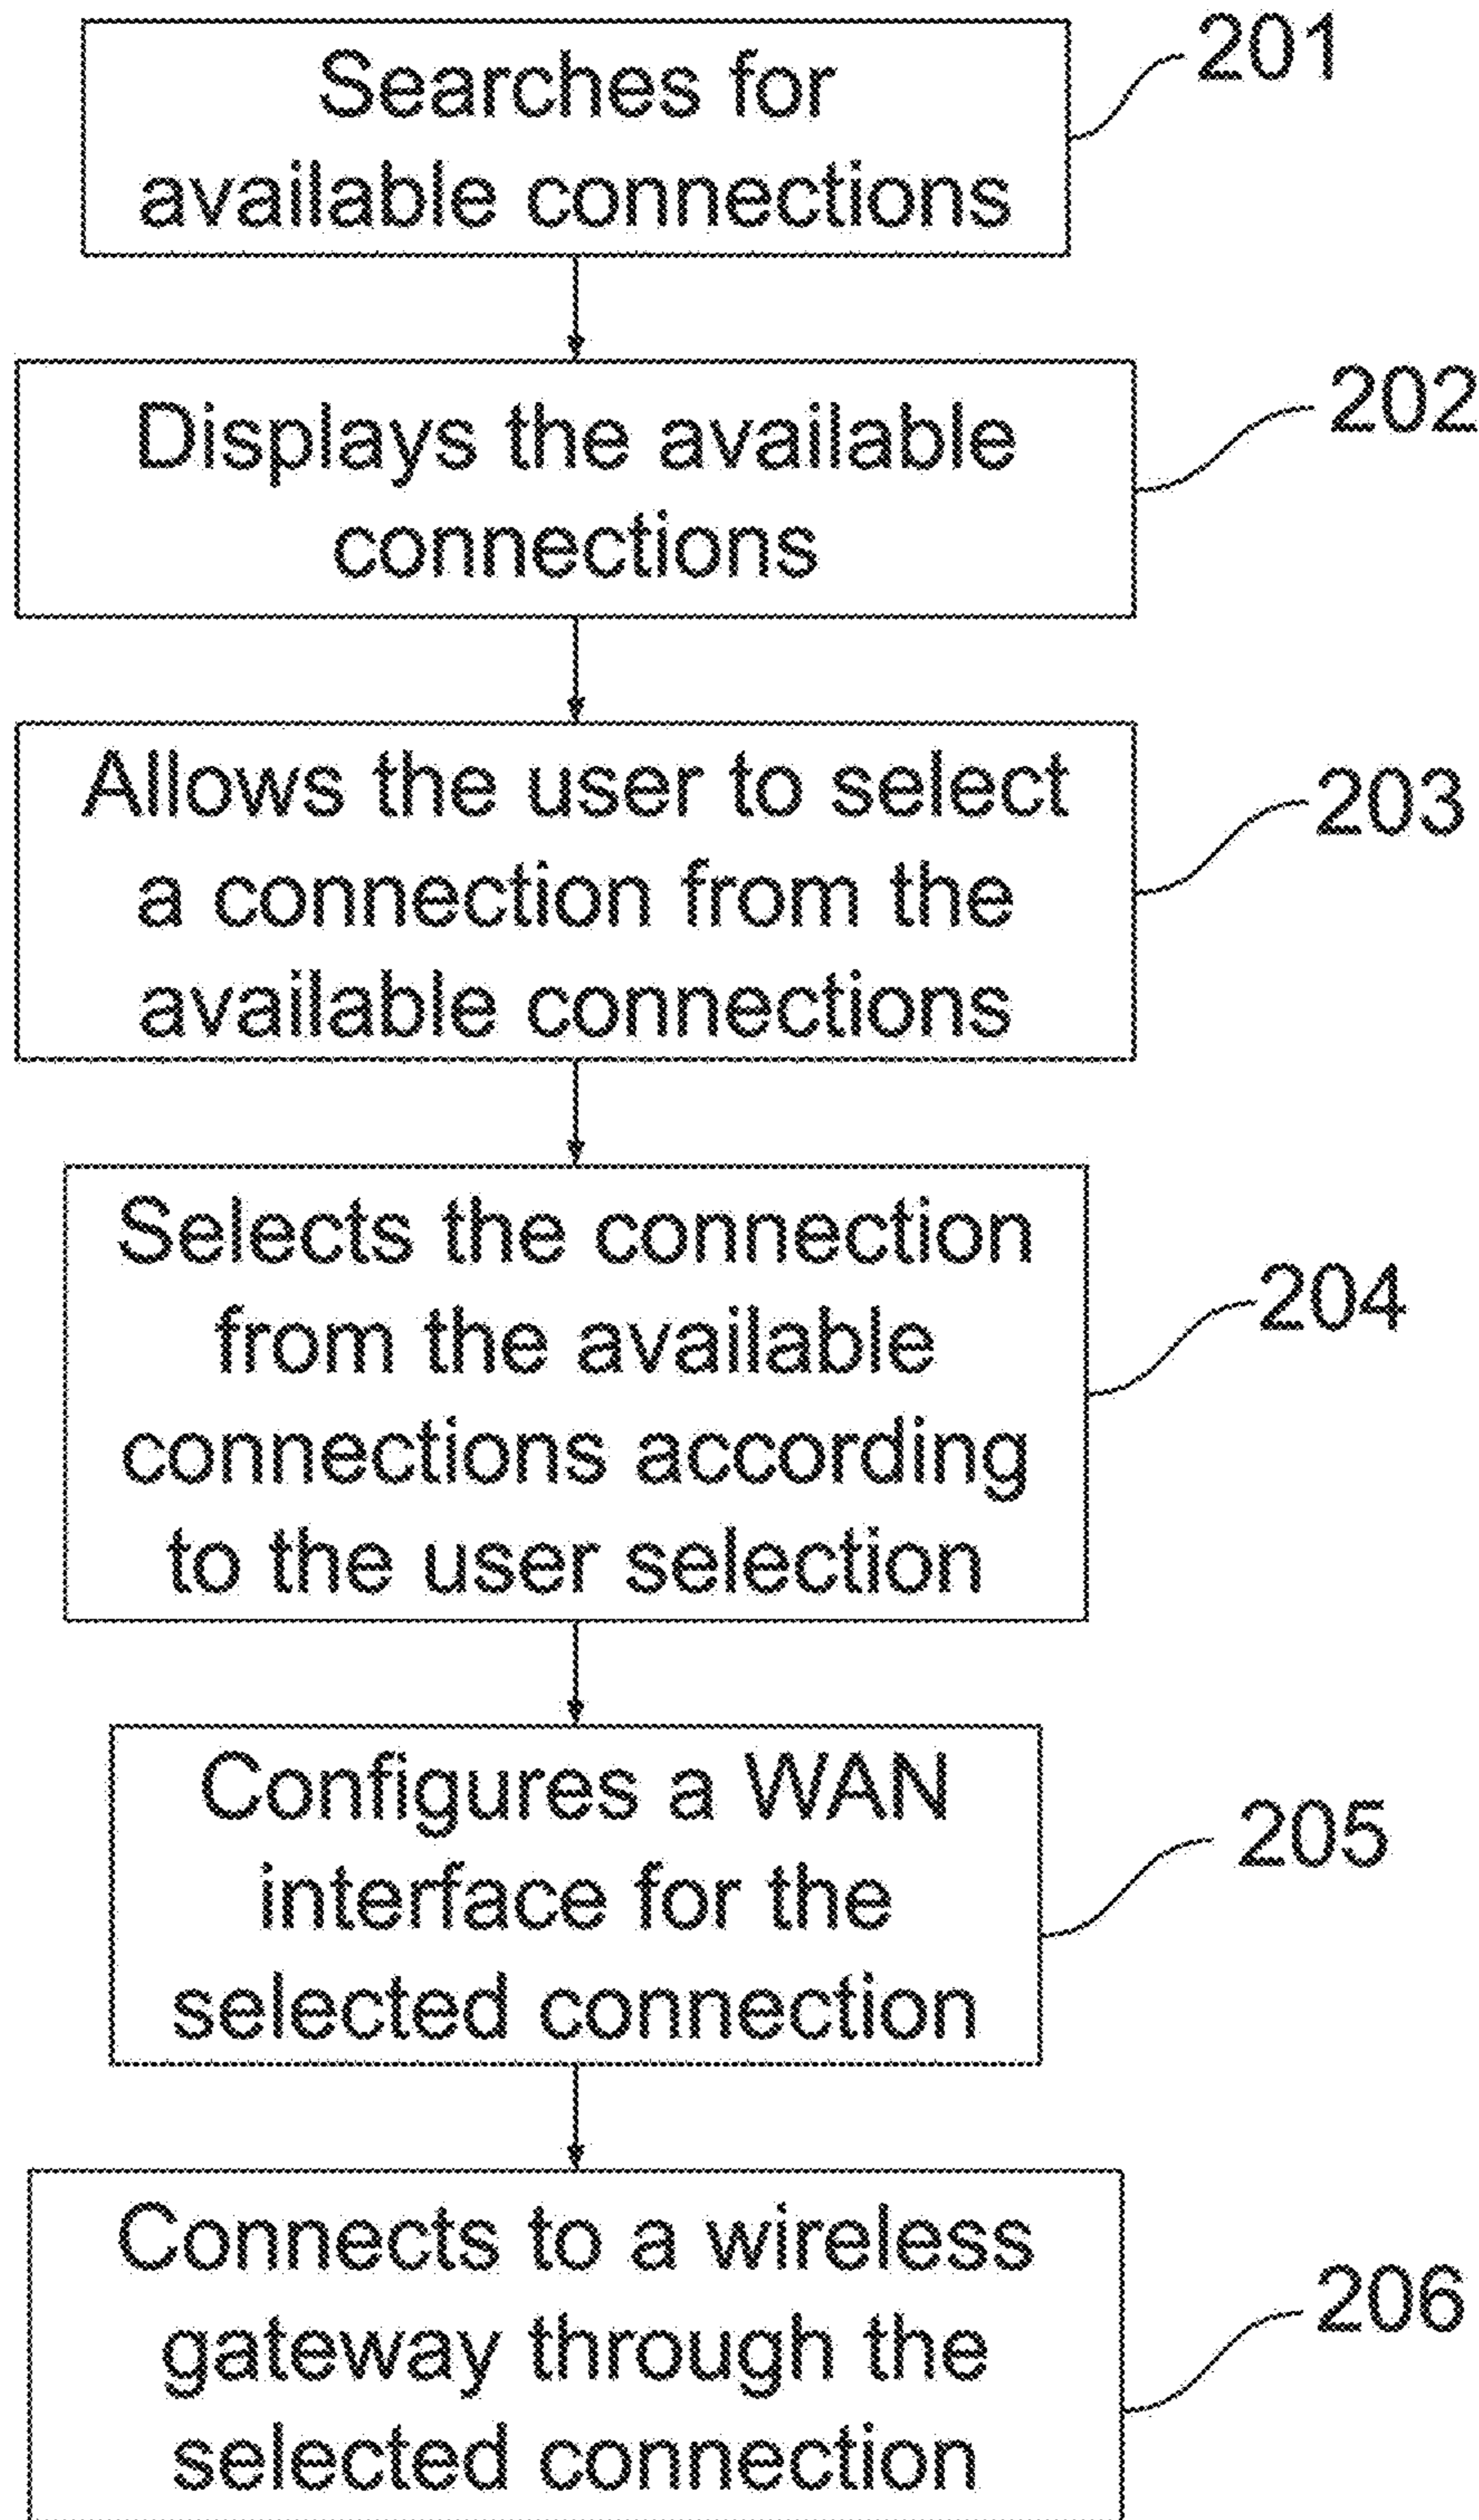 Searches for
available connections
201
Displays the available
connections
202
Allows the user to select
a connection from the
available connections
203
Selects the connection
from the available
connections according
to the user selection
204
Configures a WAN
interface for the
selected connection
205
Connects to a wireless
gateway through the
selected connection
206